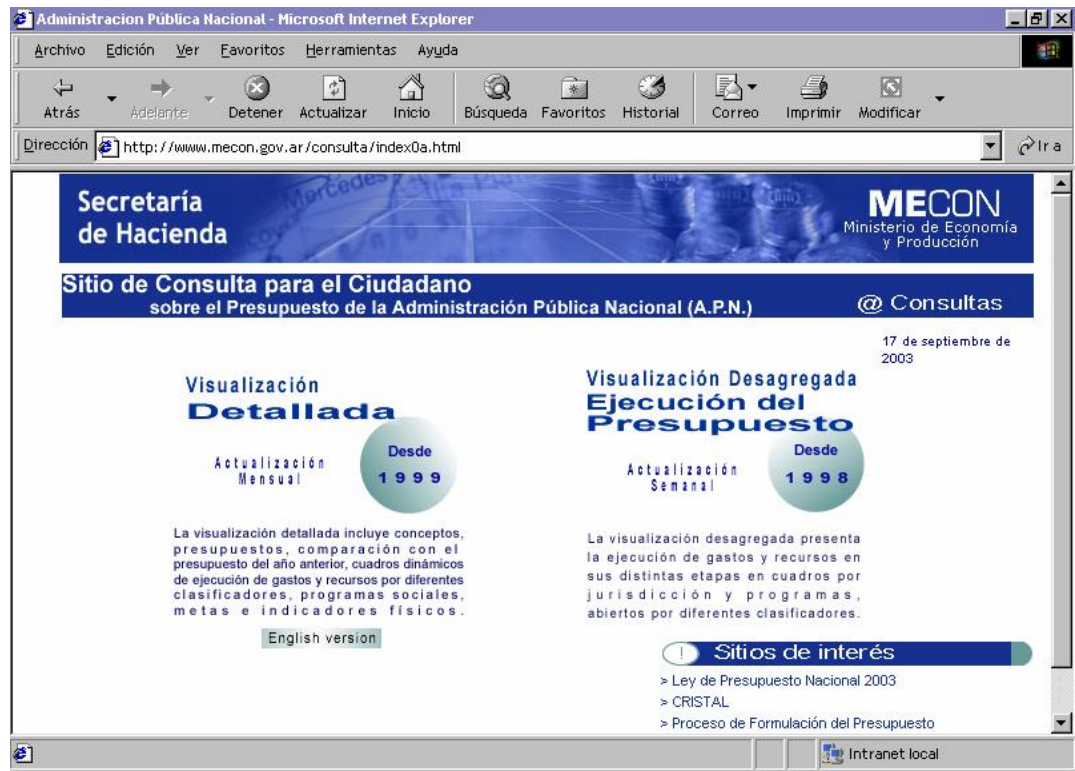 Administracion Pública Nacional - Microsoft Internet Explorer
Archivo Edición Ver Favoritos Herramientas Ayuda
Atrás Adelante Detener Actualizar Inicio Búsqueda Favoritos Historial Correo Imprimir Modificar
Dirección http://www.mecon.gov.ar/consulta/index0a.html Ir a
Secretaría
de Hacienda
MECON
Ministerio de Economía
y Producción
Sitio de Consulta para el Ciudadano
sobre el Presupuesto de la Administración Pública Nacional (A.P.N.)
@ Consultas
17 de septiembre de
2003
Visualización
Detallada
Desde
1999
Actualización
Mensual
La visualización detallada incluye conceptos,
presupuestos, comparación con el
presupuesto del año anterior, cuadros dinámicos
de ejecución de gastos y recursos por diferentes
clasificadores, programas sociales,
metas e indicadores físicos.
English version
Visualización Desagregada
Ejecución del
Presupuesto
Desde
1998
Actualización
Semanal
La visualización desagregada presenta
la ejecución de gastos y recursos en
sus distintas etapas en cuadros por
jurisdicción y programas,
abiertos por diferentes clasificadores.
! Sitios de interés
> Ley de Presupuesto Nacional 2003
> CRISTAL
> Proceso de Formulación del Presupuesto
Intranet local